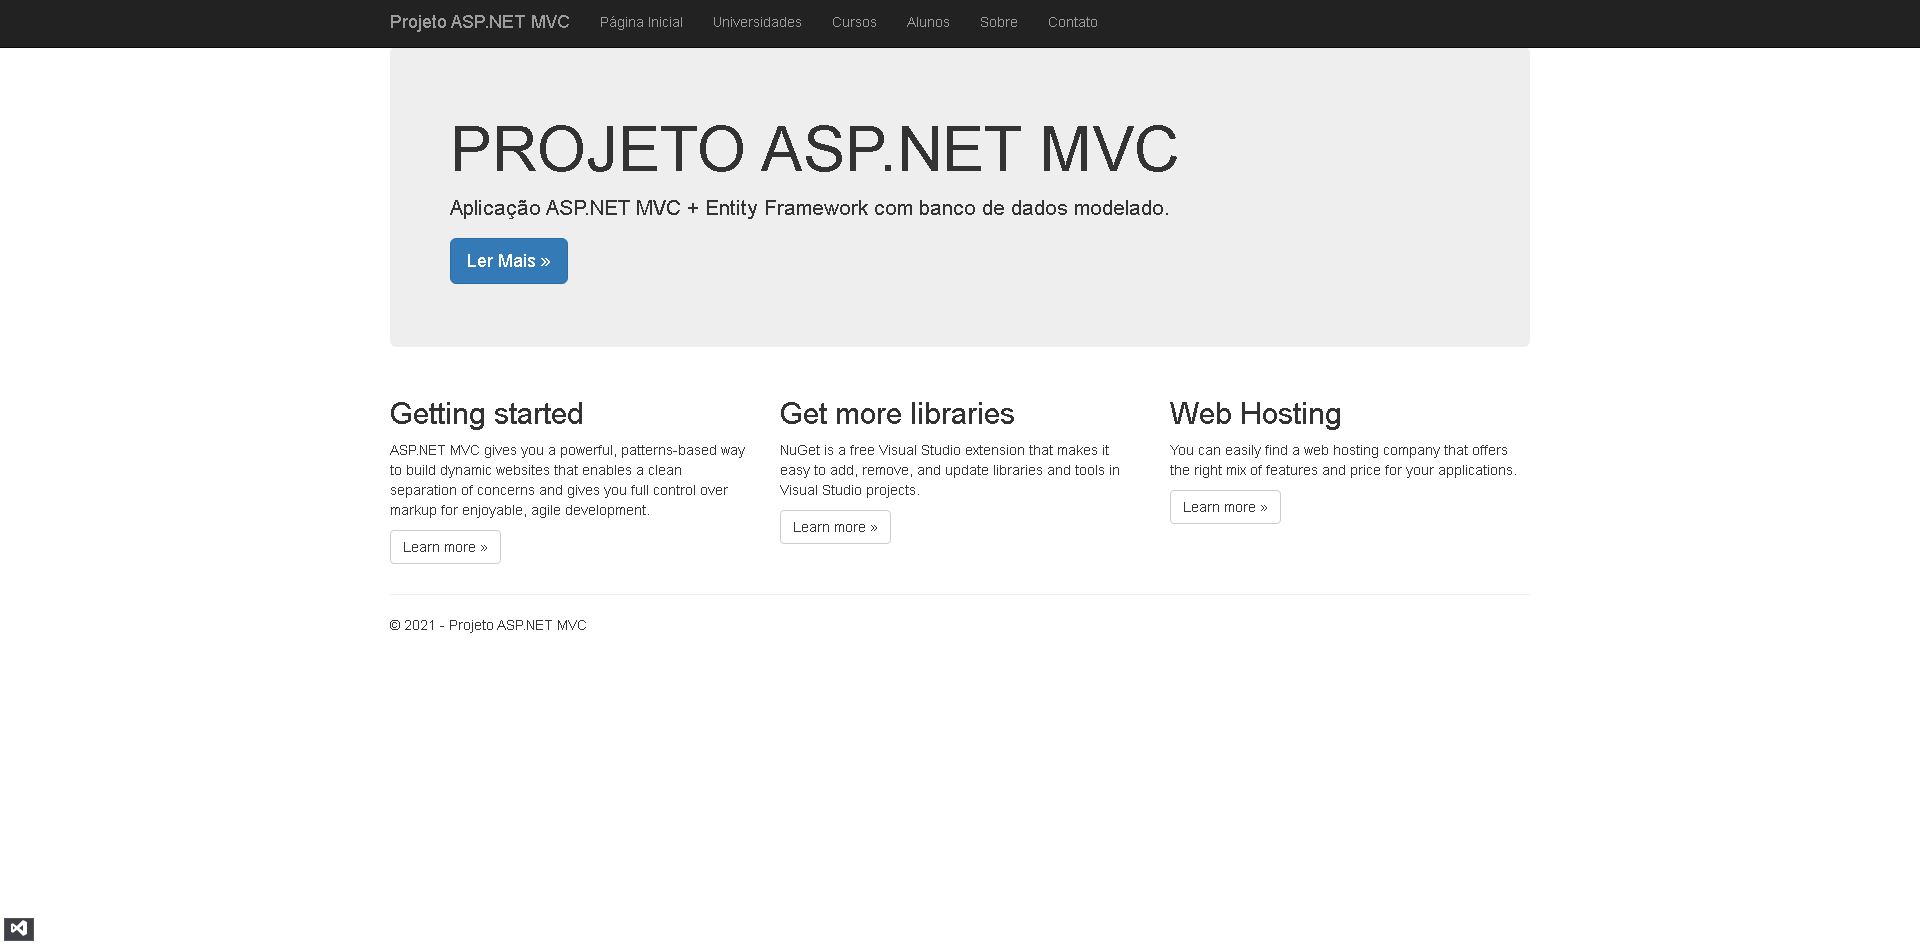 Projeto ASP.NET MVC Página Inicial Universidades Cursos Alunos Sobre Contato
PROJETO ASP.NET MVC
Aplicação ASP.NET MVC + Entity Framework com banco de dados modelado.
Ler Mais »
Getting started
ASP.NET MVC gives you a powerful, patterns-based way
to build dynamic websites that enables a clean
separation of concerns and gives you full control over
markup for enjoyable, agile development.
Learn more »
Get more libraries
NuGet is a free Visual Studio extension that makes it
easy to add, remove, and update libraries and tools in
Visual Studio projects.
Learn more »
Web Hosting
You can easily find a web hosting company that offers
the right mix of features and price for your applications.
Learn more »
© 2021 - Projeto ASP.NET MVC